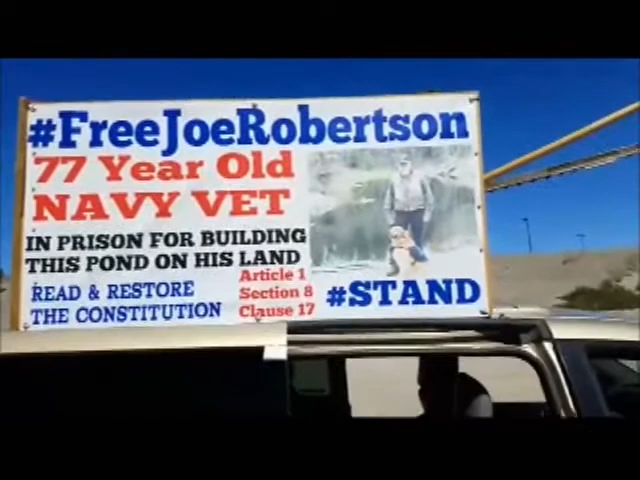 #FreeJoeRobertson
77 Year Old
NAVY VET
IN PRISON FOR BUILDING
THIS POND ON HIS LAND
READ & RESTORE
THE CONSTITUTION
Article 1
Section 8
Clause 17
#STAND